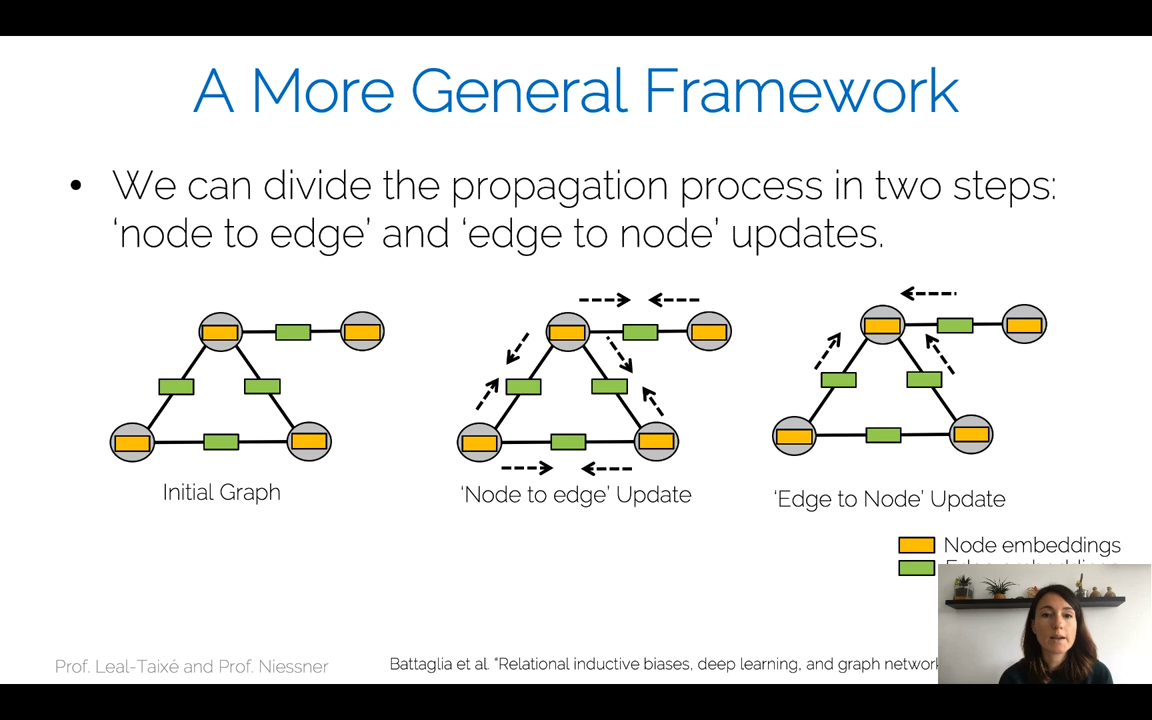 A More General Framework
• We can divide the propagation process in two steps:
'node to edge' and 'edge to node' updates.
Initial Graph
'Node to edge' Update
'Edge to Node' Update
Node embeddings
Prof. Leal-Taixé and Prof. Niessner
Battaglia et al. "Relational inductive biases, deep learning, and graph network